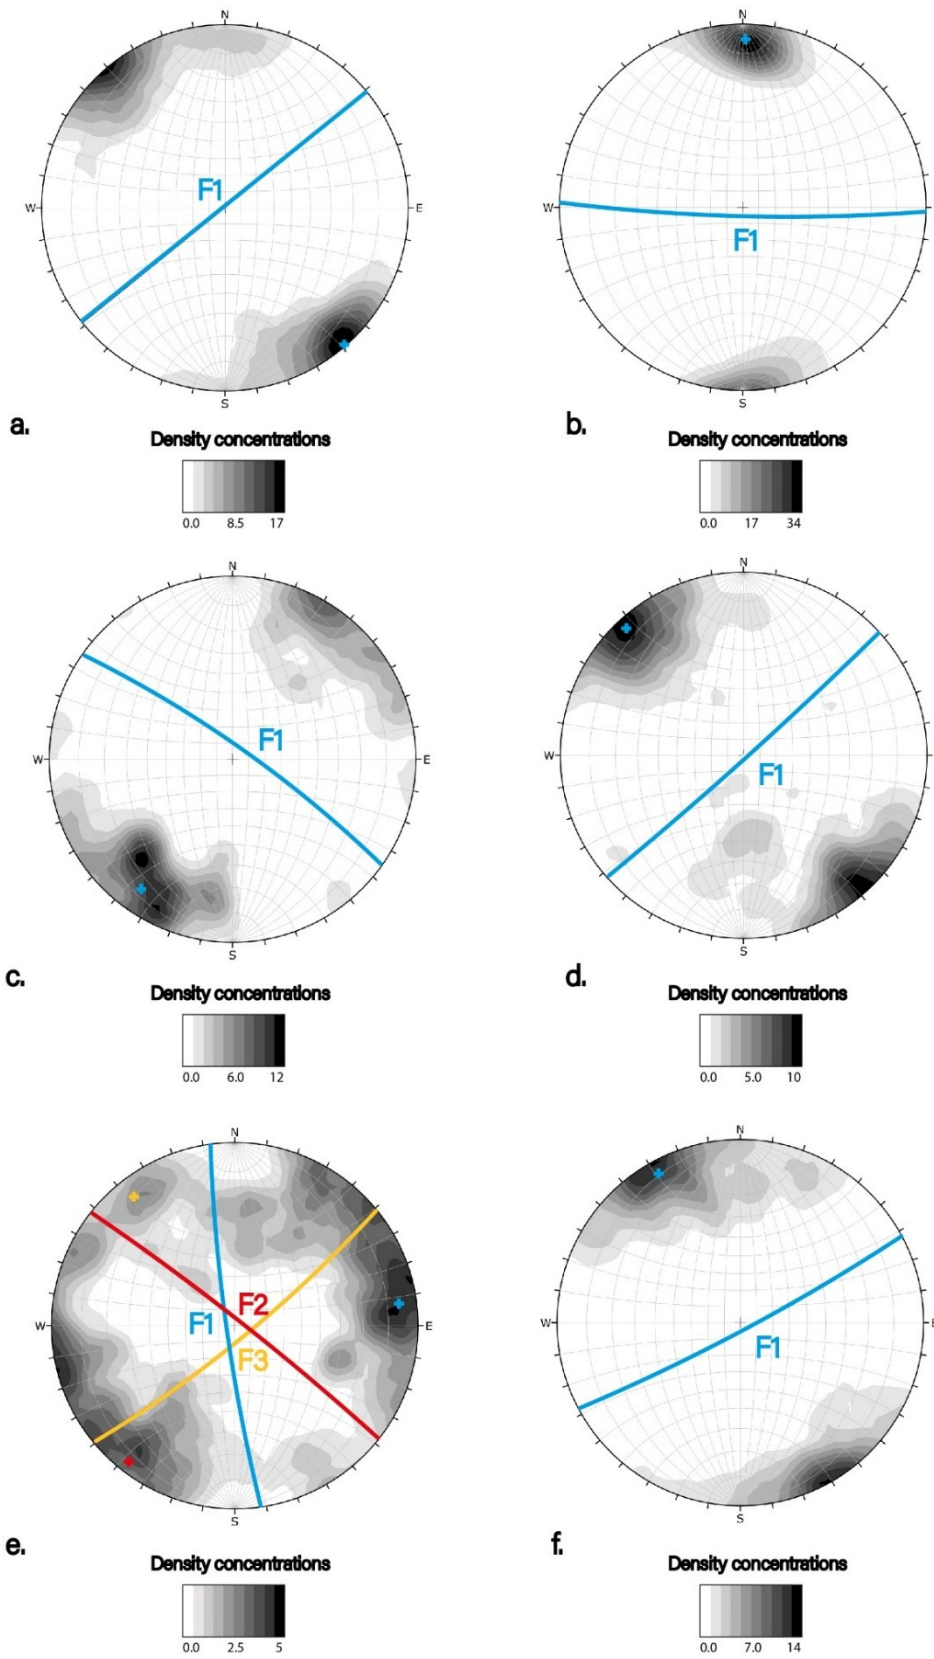 N
N
F1
W
E
W
E
F1
S
S
a.
b.
Density concentrations
Density concentrations
0.0 8.5 17
0.0 17 34
N
N
F1
W
E
W
E
F1
S
S
c.
d.
Density concentrations
Density concentrations
0.0 6.0 12
0.0 5.0 10
N
N
F2
F1
W
E
W
E
F3
F1
S
S
e.
f.
Density concentrations
Density concentrations
0.0 2.5 5
0.0 7.0 14